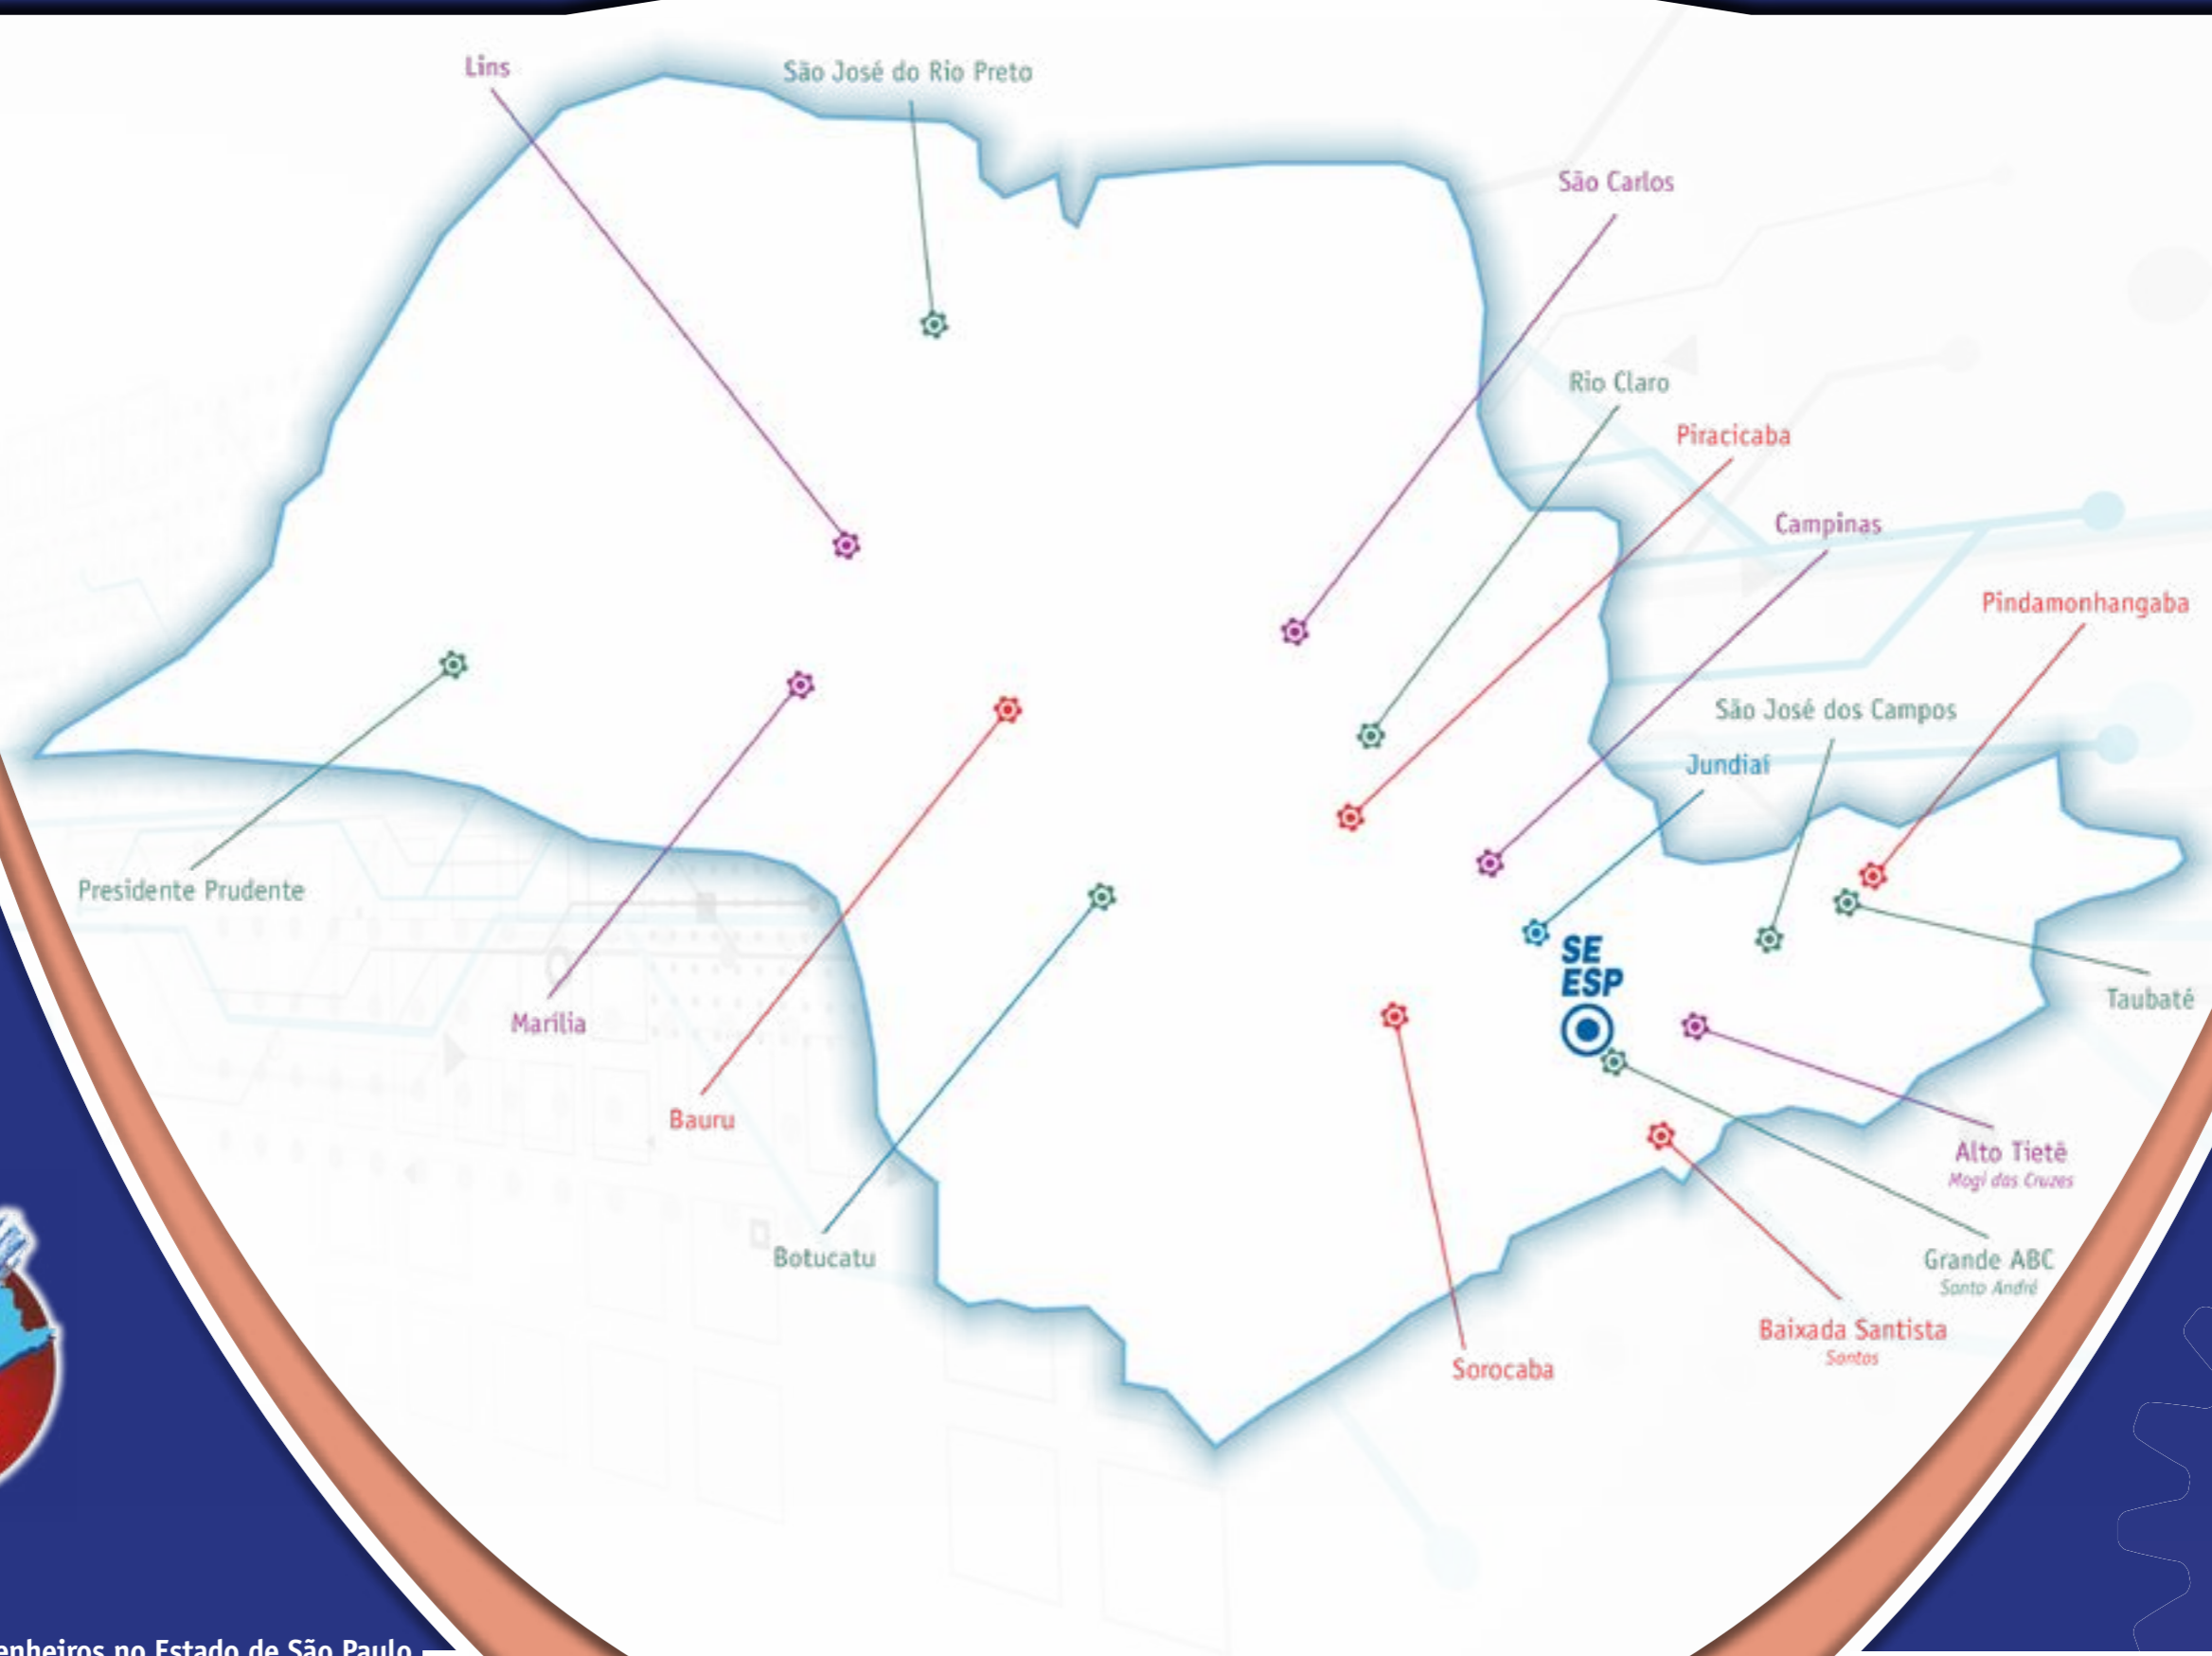 Lins
São José do Rio Preto
São Carlos
Rio Claro
Piracicaba
Campinas
Pindamonhangaba
São José dos Campos
Jundiaí
Presidente Prudente
SE
ESP
Taubaté
Marília
Bauru
Alto Tietê
Mogi das Cruzes
Botucatu
Grande ABC
Santo André
Baixada Santista
Santos
Sorocaba
enheiros no Estado de São Paulo